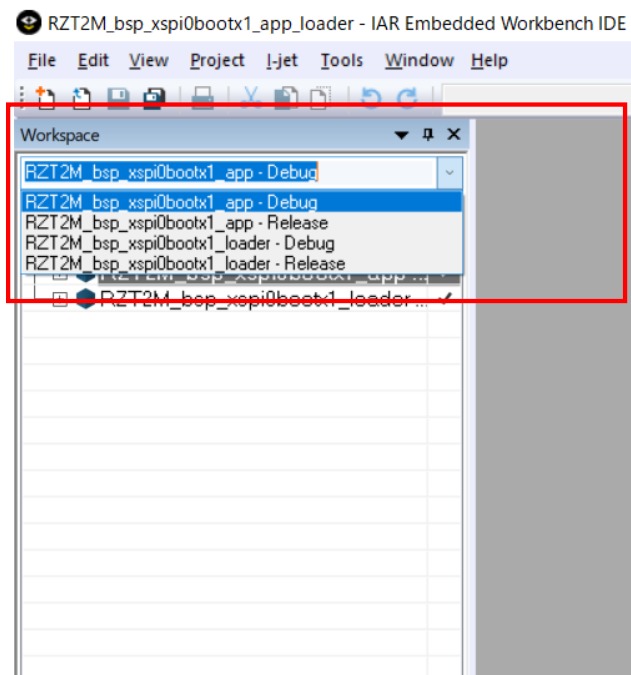 RZT2M_bsp_xspi0bootx1_app_loader - IAR Embedded Workbench IDE
File Edit View Project I-jet Tools Window Help
Workspace
RZT2M_bsp_xspi0bootx1_app - Debug
RZT2M_bsp_xspi0bootx1_app - Debug
RZT2M_bsp_xspi0bootx1_app - Release
RZT2M_bsp_xspi0bootx1_loader - Debug
RZT2M_bsp_xspi0bootx1_loader - Release
RZT2M_bsp_xspi0bootx1_app ...
RZT2M_bsp_xspi0bootx1_loader ...